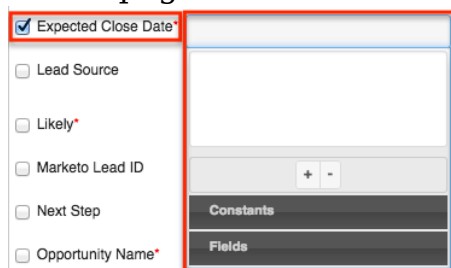 Expected Close Date*
Lead Source
Likely*
Marketo Lead ID
+ -
Next Step
Constants
Opportunity Name*
Fields